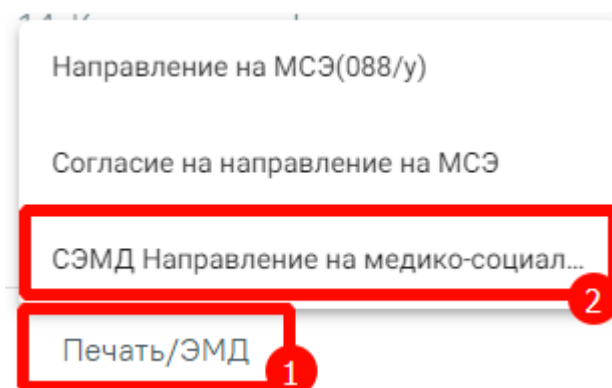 Направление на МСЭ(088/у)
Согласие на направление на МСЭ
СЭМД Направление на медико-социал...
2
Печать/ЭМД
1